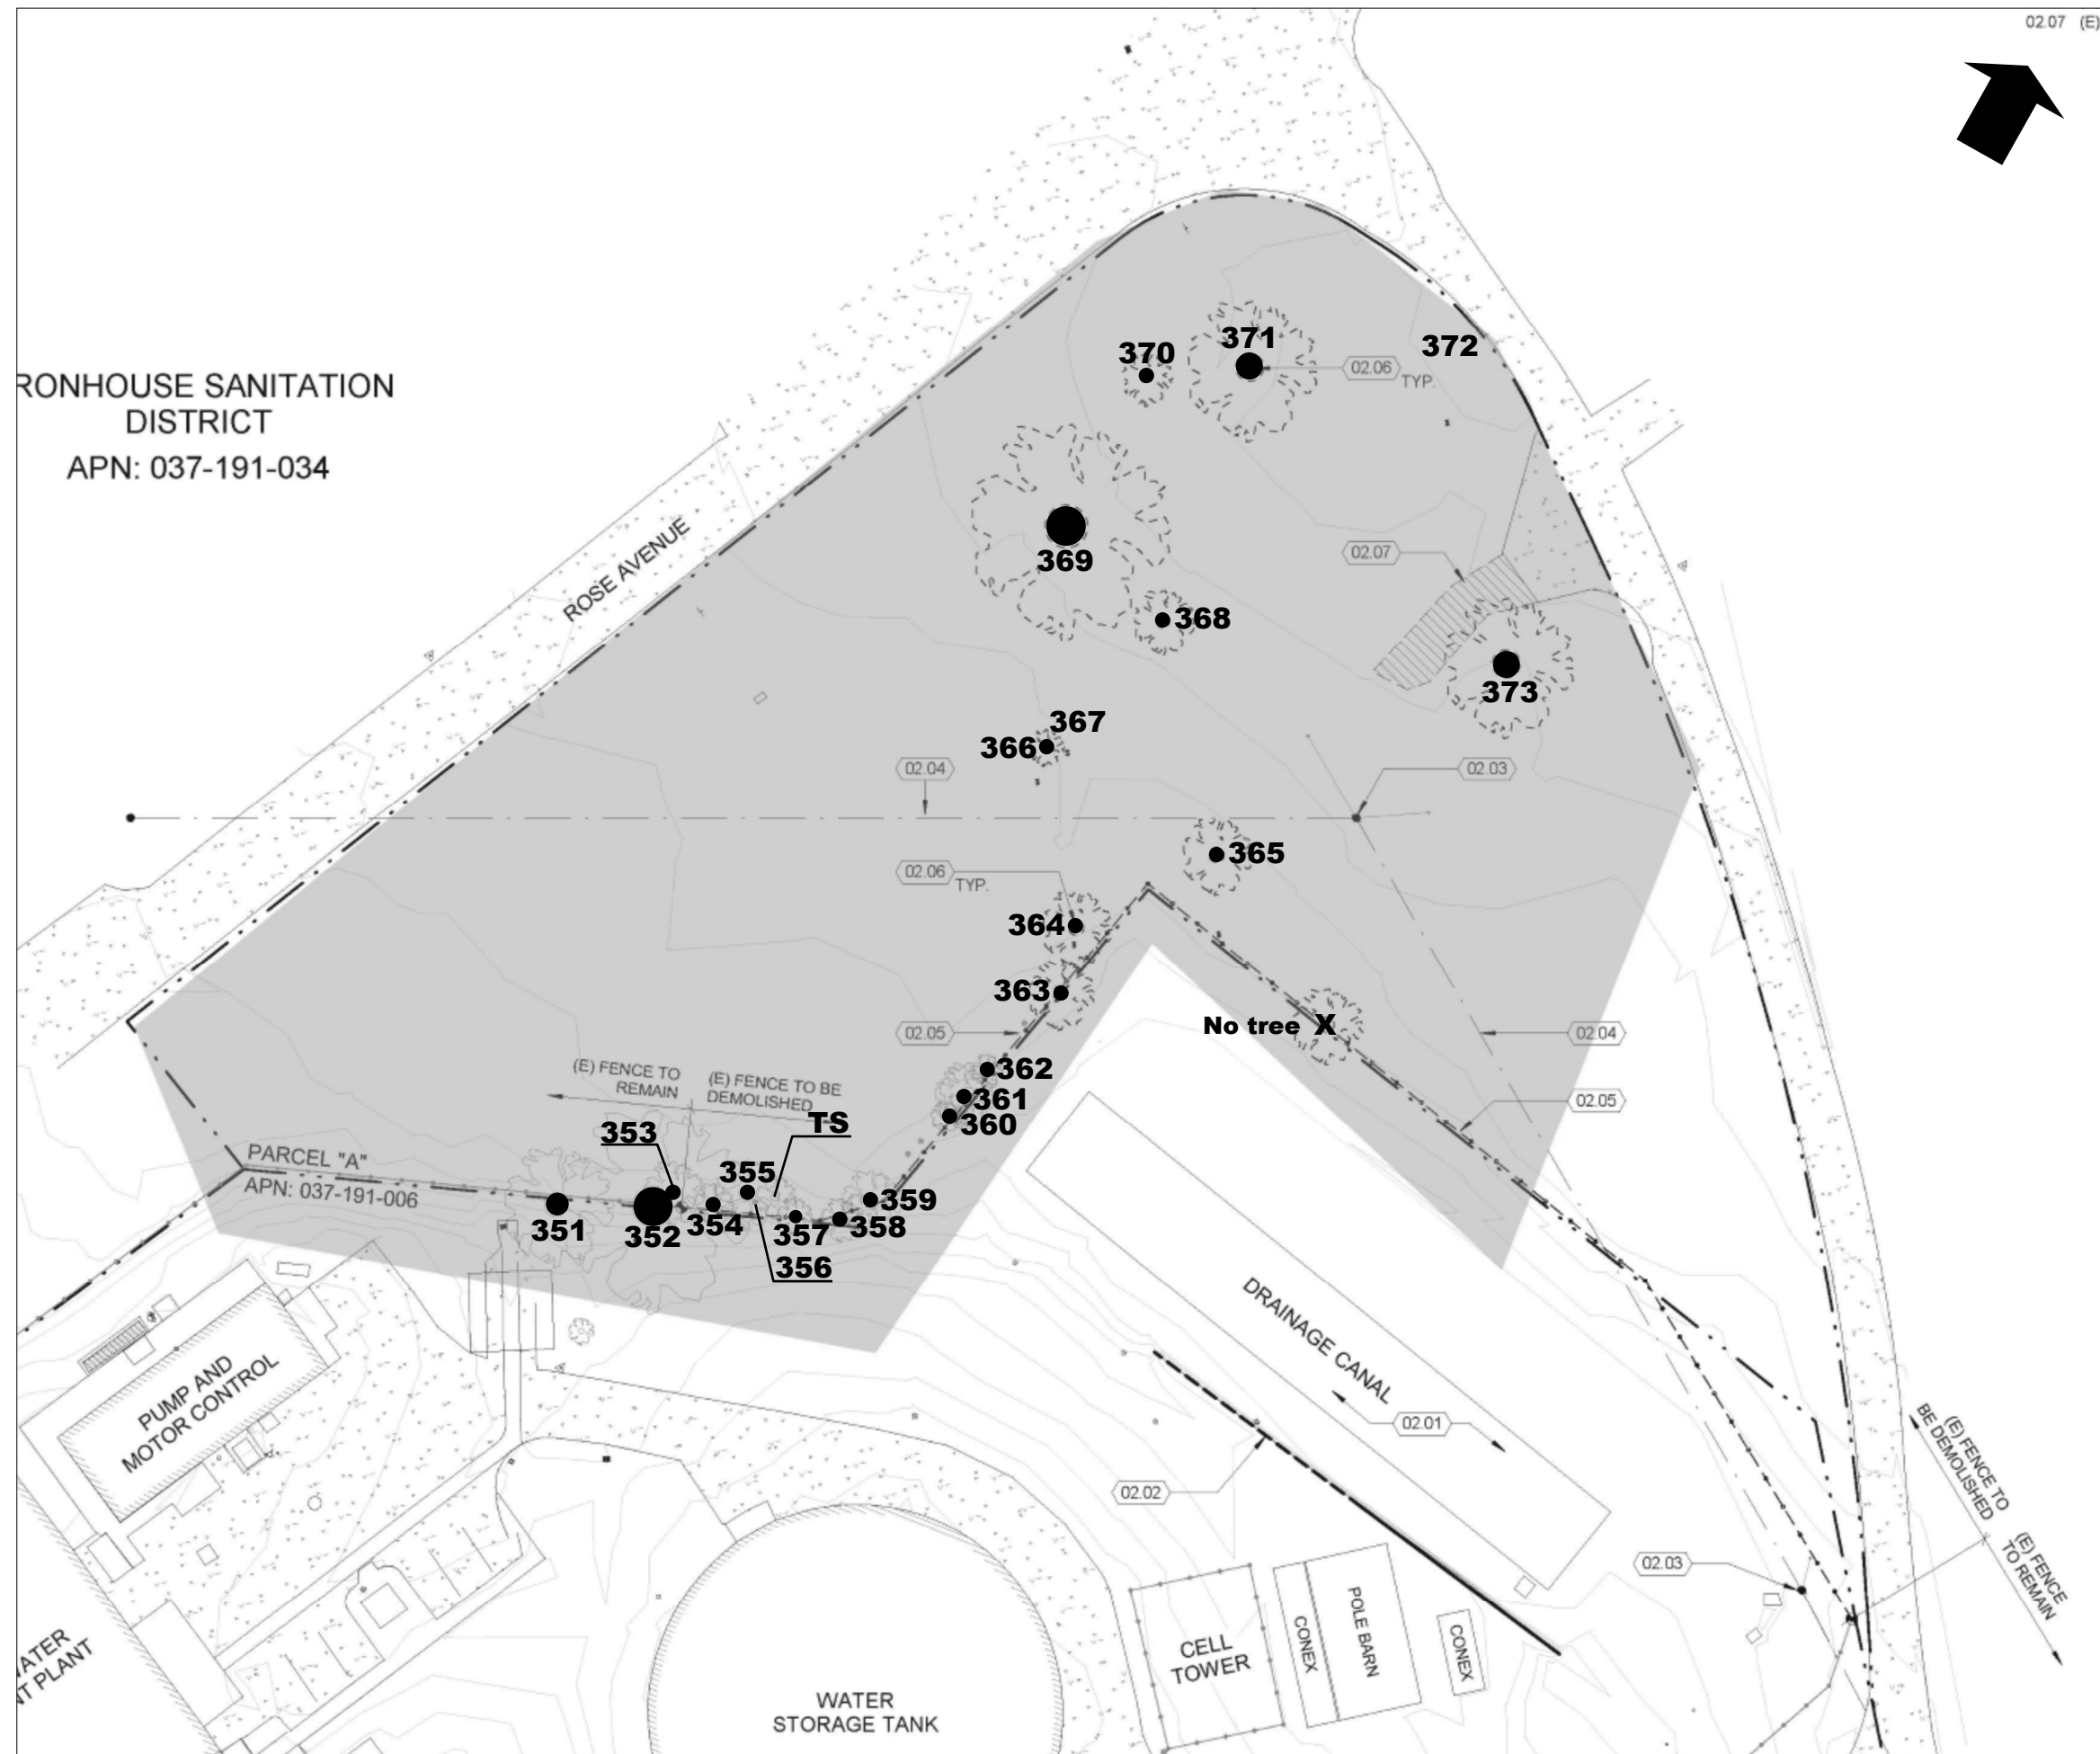 02.07 (E)
RONHOUSE SANITATION
DISTRICT
APN: 037-191-034
ROSE AVENUE
370
371
372
02.06
TYP.
369
368
02.07
373
367
366
02.04
02.03
365
02.06
TYP.
364
363
02.05
No tree X
02.04
(E) FENCE TO
REMAIN
(E) FENCE TO BE
DEMOLISHED
362
361
360
02.05
TS
353
355
PARCEL "A"
APN: 037-191-006
351
352
354
357
358
359
356
PUMP AND
MOTOR CONTROL
DRAINAGE CANAL
02.01
02.02
(E) FENCE TO
BE DEMOLISHED
(E) FENCE
TO REMAIN
02.03
CELL
TOWER
CONEX
POLE BARN
CONEX
WATER
STORAGE TANK
ATER
NT PLANT